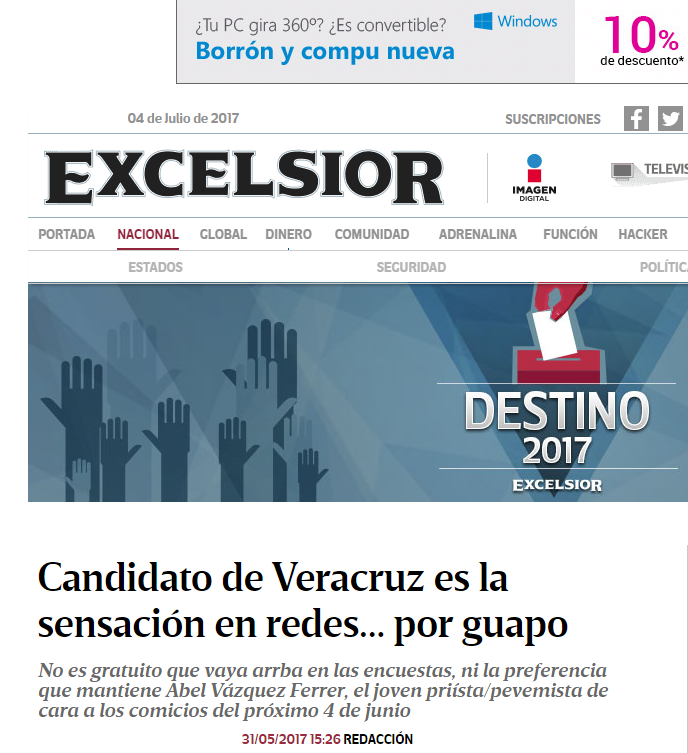 ¿Tu PC gira 360º? ¿Es convertible?
Borrón y compu nueva
Windows
10%
de descuento*
04 de Julio de 2017
SUSCRIPCIONES
EXCELSIOR
IMAGEN
DIGITAL
TELEVIS
PORTADA NACIONAL GLOBAL DINERO COMUNIDAD ADRENALINA FUNCIÓN HACKER
ESTADOS SEGURIDAD POLÍTICA
DESTINO
2017
EXCELSIOR
Candidato de Veracruz es la
sensación en redes... por guapo
No es gratuito que vaya arrba en las encuestas, ni la preferencia
que mantiene Abel Vázquez Ferrer, el joven priísta/pevemista de
cara a los comicios del próximo 4 de junio
31/05/2017 15:26 REDACCIÓN